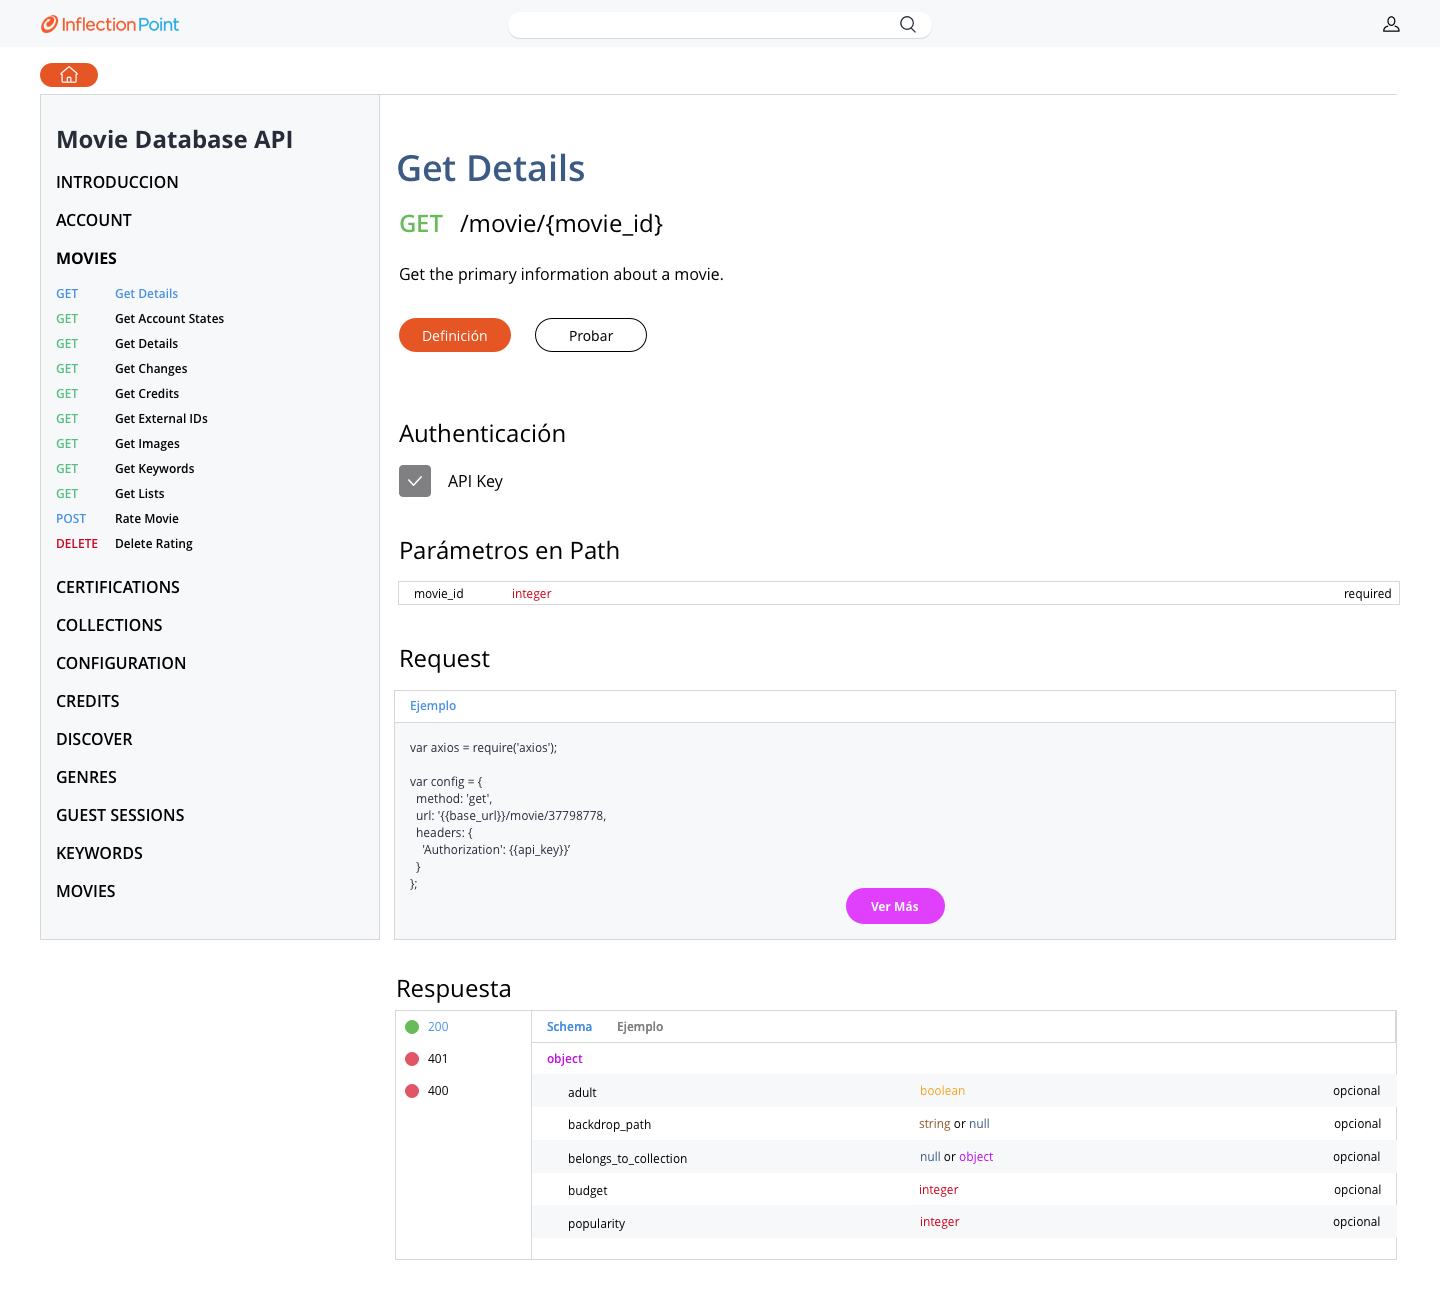 InflectionPoint
Movie Database API
INTRODUCCION
ACCOUNT
MOVIES
GET Get Details
GET Get Account States
GET Get Details
GET Get Changes
GET Get Credits
GET Get External IDs
GET Get Images
GET Get Keywords
GET Get Lists
POST Rate Movie
DELETE Delete Rating
CERTIFICATIONS
COLLECTIONS
CONFIGURATION
CREDITS
DISCOVER
GENRES
GUEST SESSIONS
KEYWORDS
MOVIES
Get Details
GET /movie/{movie_id}
Get the primary information about a movie.
Definición Probar
Authenticación
API Key
Parámetros en Path
movie_id integer required
Request
Ejemplo
var axios = require('axios');
var config = {
method: 'get',
url: '{{base_url}}/movie/37798778,
headers: {
'Authorization': {{api_key}}’
}
};
Ver Más
Respuesta
200
401
400
Schema Ejemplo
object
adult boolean opcional
backdrop_path string or null opcional
belongs_to_collection null or object opcional
budget integer opcional
popularity integer opcional